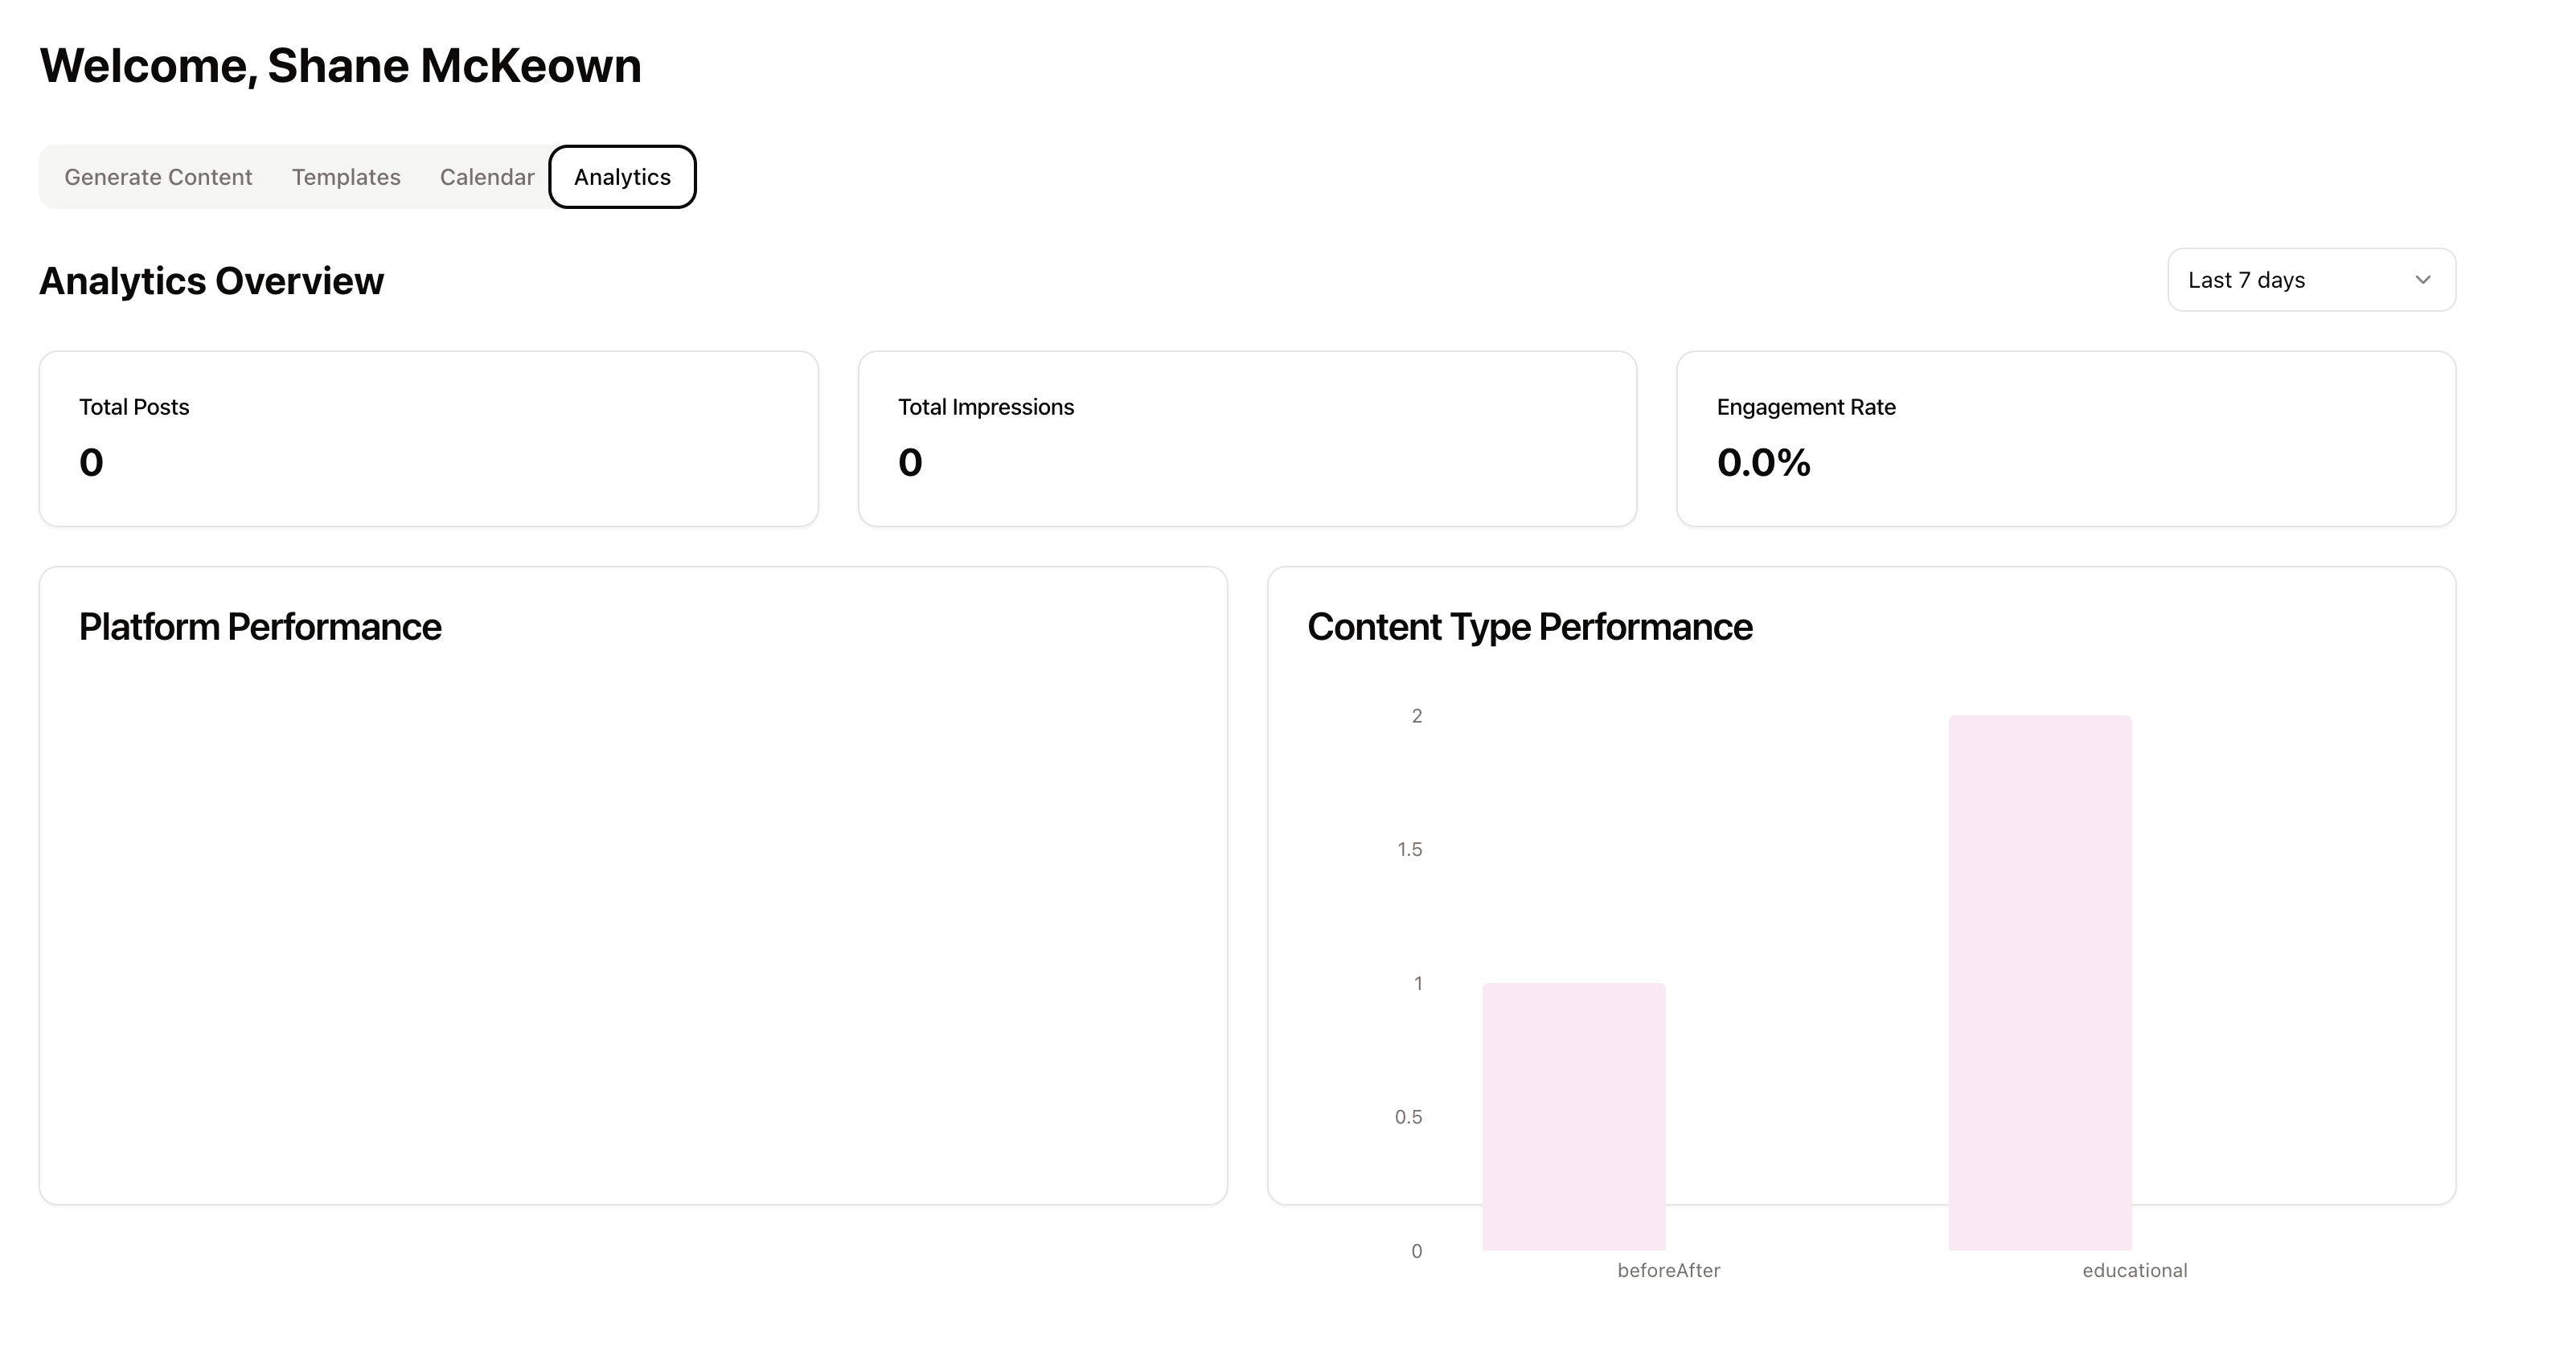 Welcome, Shane McKeown
Generate Content Templates Calendar Analytics
Analytics Overview
Last 7 days
Total Posts
0
Total Impressions
0
Engagement Rate
0.0%
Platform Performance
Content Type Performance
2
1.5
1
0.5
0
beforeAfter educational